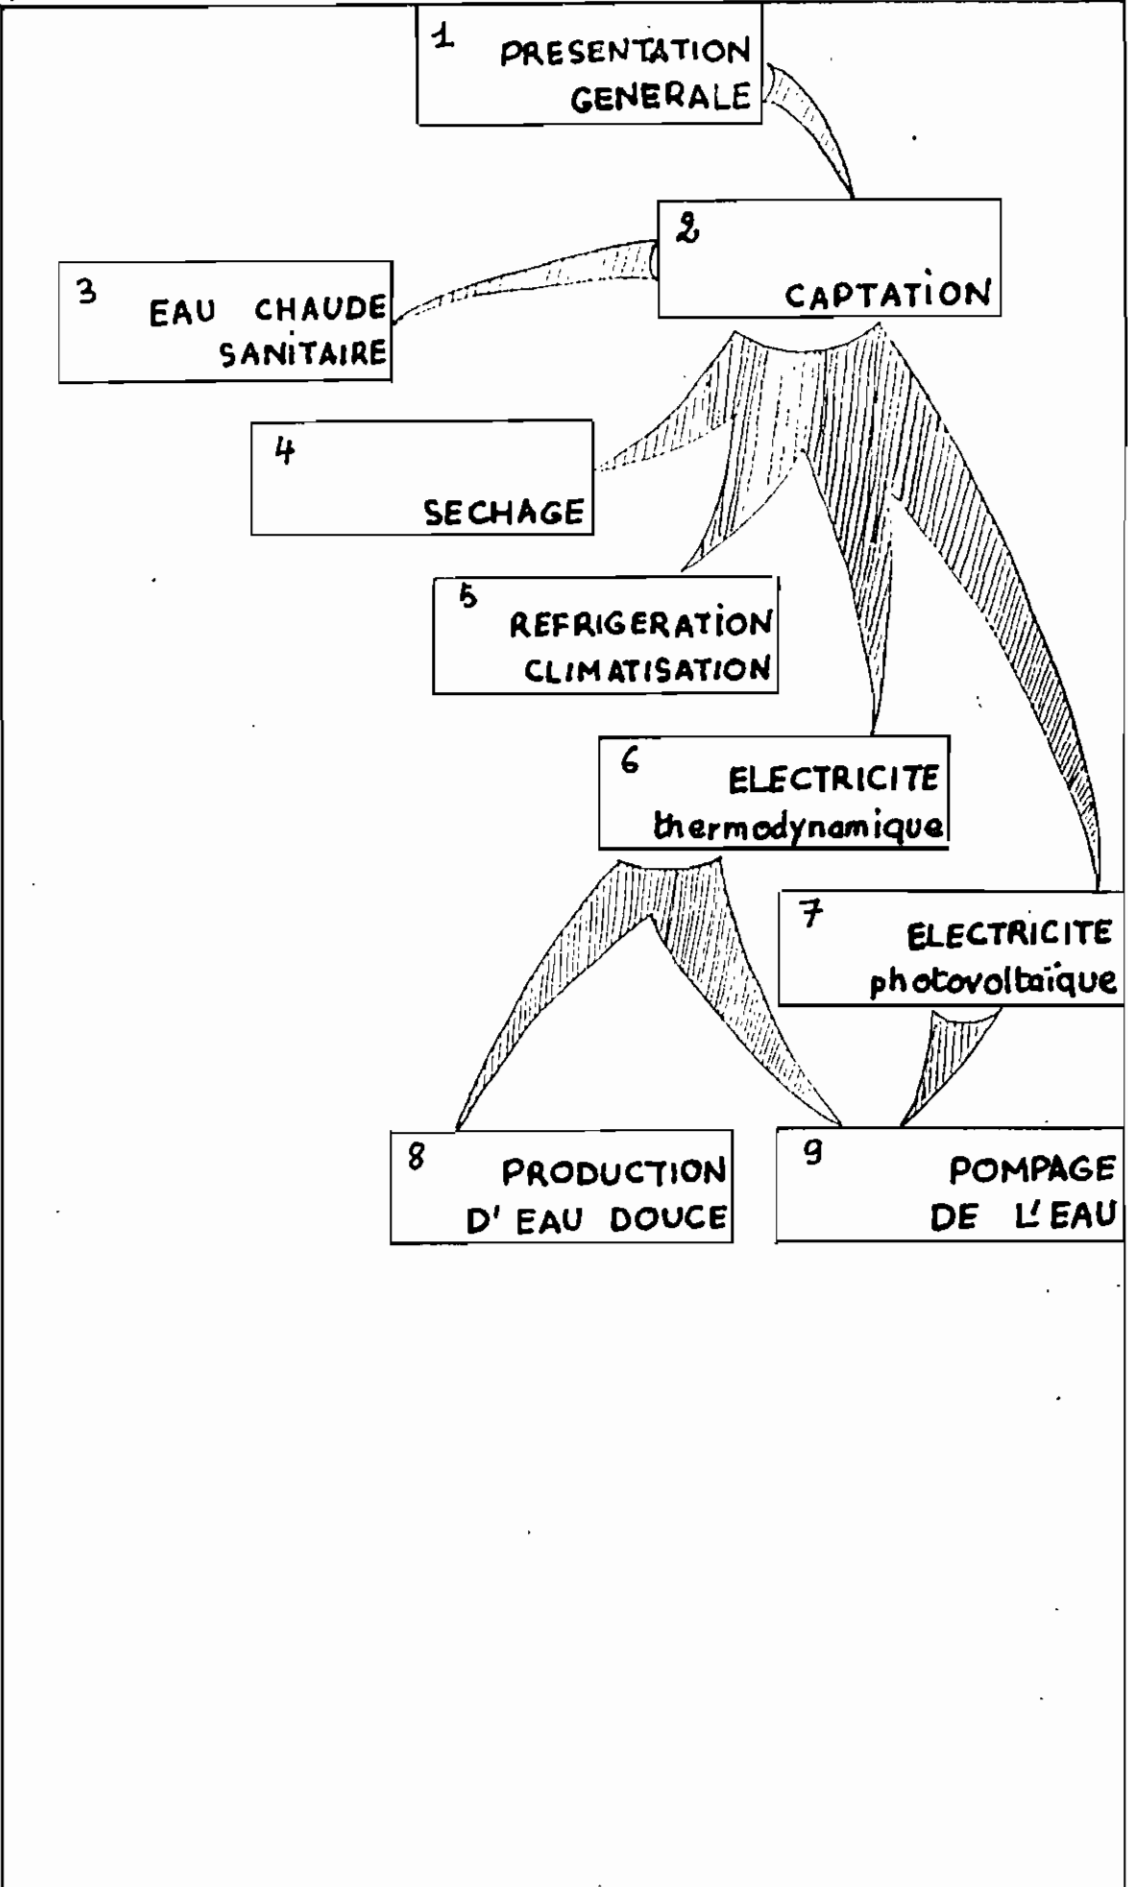 1
PRESENTATION
GENERALE
2
CAPTATION
3
EAU CHAUDE
SANITAIRE
4
SECHAGE
5
REFRIGERATION
CLIMATISATION
6
ELECTRICITE
thermodynamique
7
ELECTRICITE
photovoltaïque
8
PRODUCTION
D'EAU DOUCE
9
POMPAGE
DE L'EAU